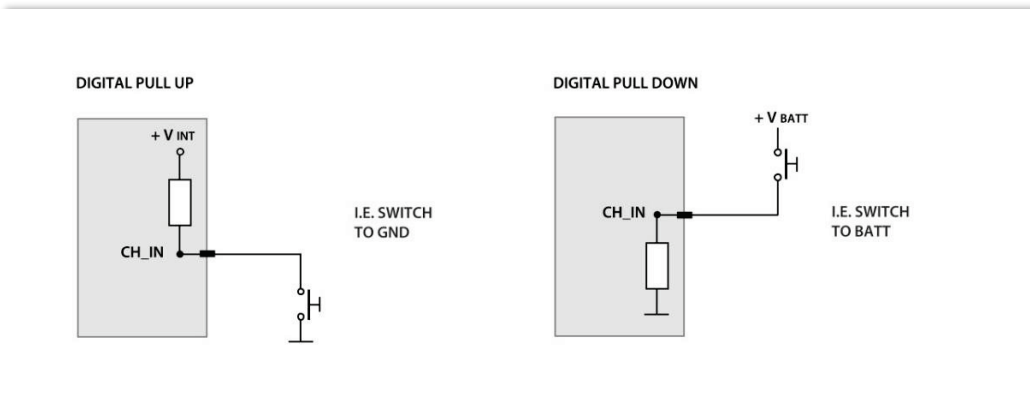 DIGITAL PULL UP
+ V INT
CH_IN
I.E. SWITCH
TO GND
DIGITAL PULL DOWN
+ V BATT
CH_IN
I.E. SWITCH
TO BATT